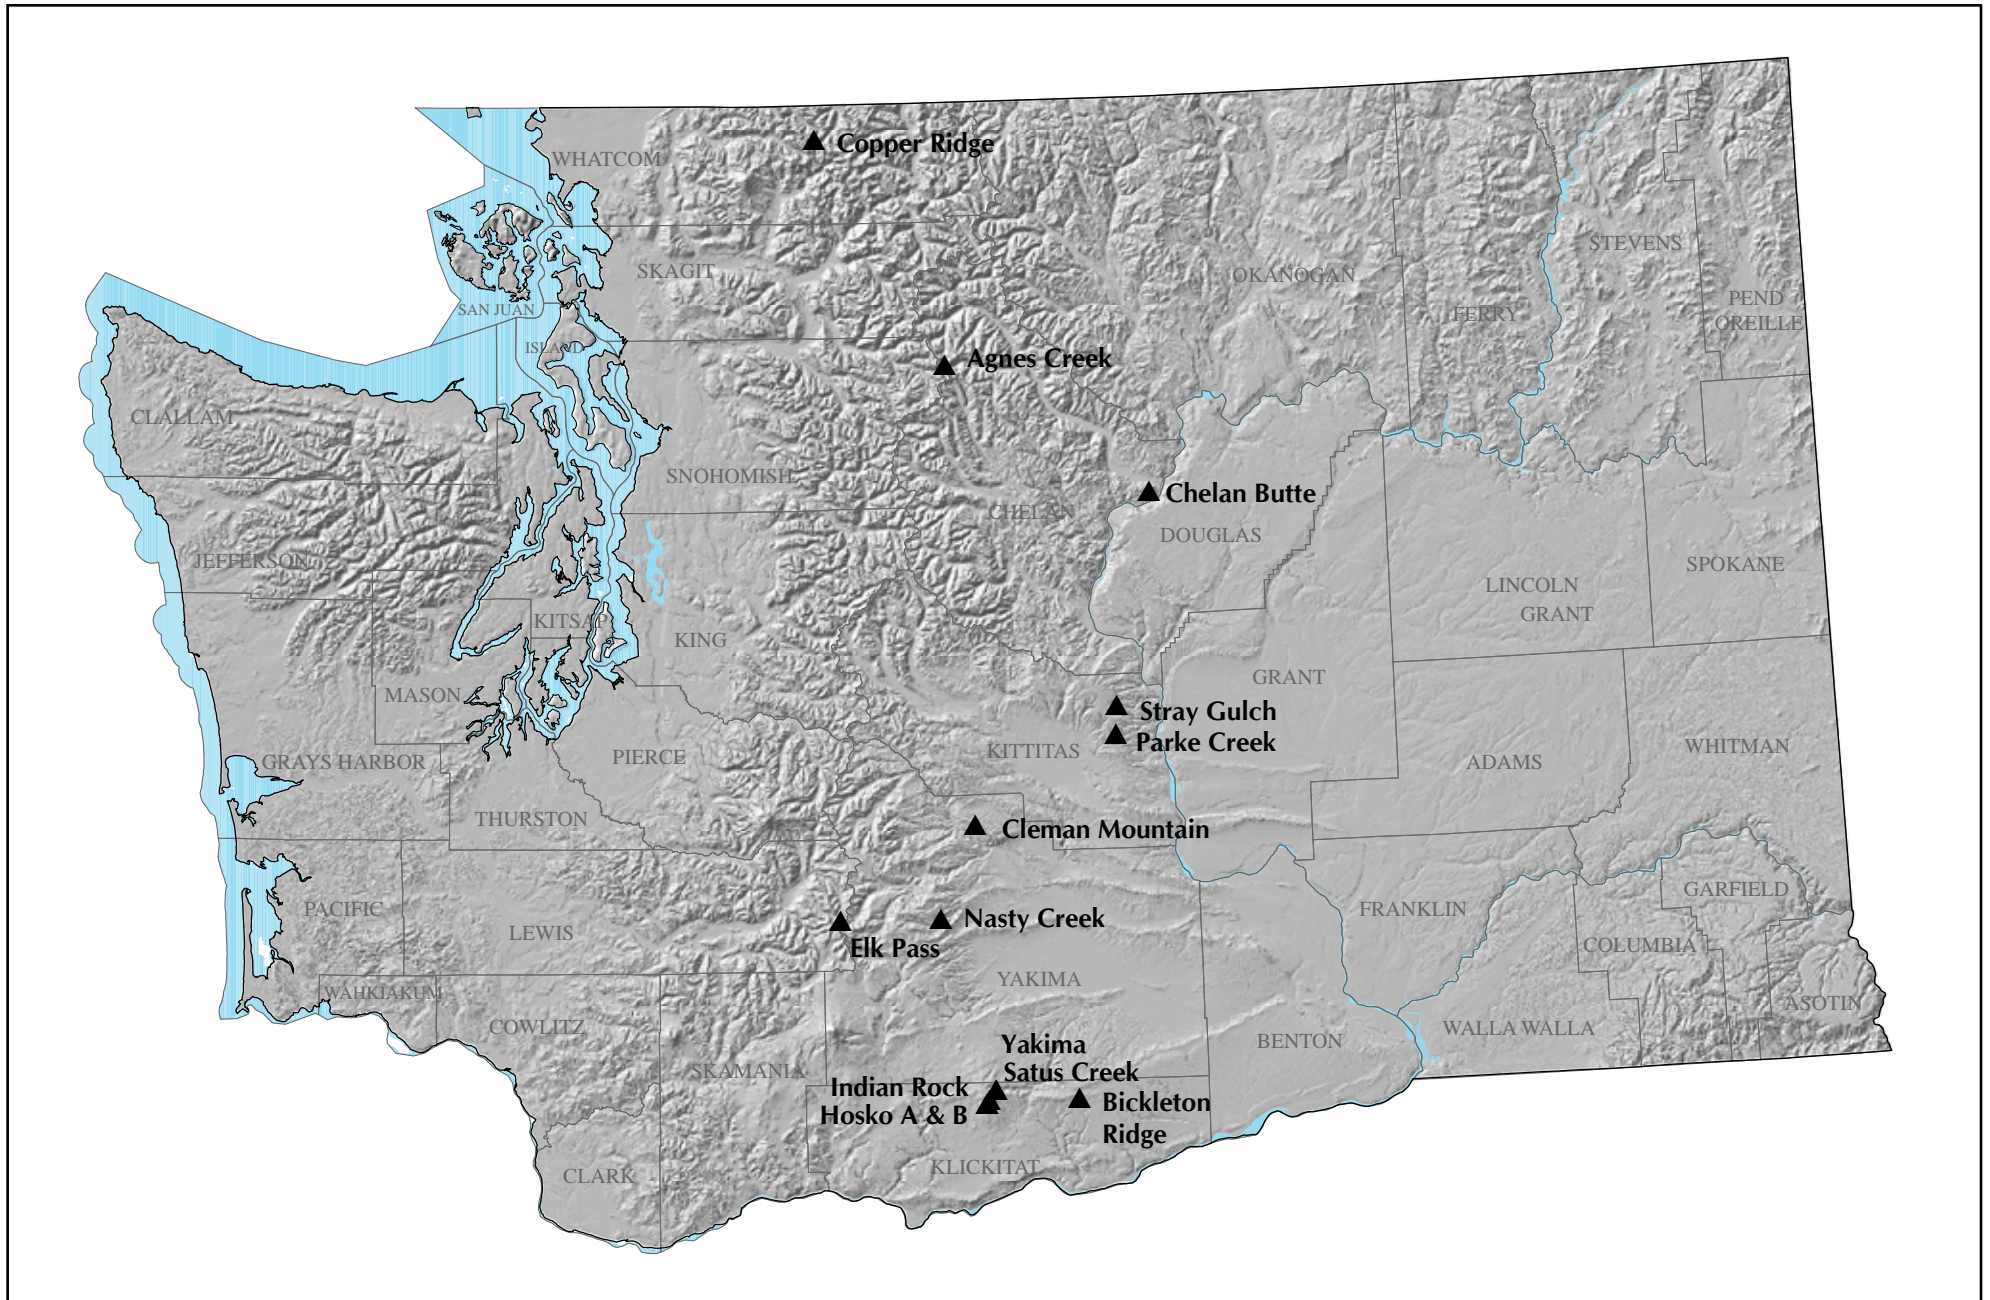 Copper Ridge
WHATCOM
STEVENS
SKAGIT
OKANOGAN
PEND
OREILLE
SAN JUAN
FERRY
ISLAND
Agnes Creek
CLALLAM
SNOHOMISH
Chelan Butte
CHELAN
DOUGLAS
JEFFERSON
SPOKANE
LINCOLN
GRANT
KITSAP
KING
GRANT
MASON
Stray Gulch
Parke Creek
KITTITAS
WHITMAN
PIERCE
GRAYS HARBOR
ADAMS
THURSTON
Cleman Mountain
GARFIELD
PACIFIC
FRANKLIN
Nasty Creek
LEWIS
Elk Pass
COLUMBIA
YAKIMA
WAHKIAKUM
ASOTIN
COWLITZ
WALLA WALLA
BENTON
Yakima
Satus Creek
SKAMANIA
Indian Rock
Hosko A & B
Bickleton
Ridge
KLICKITAT
CLARK